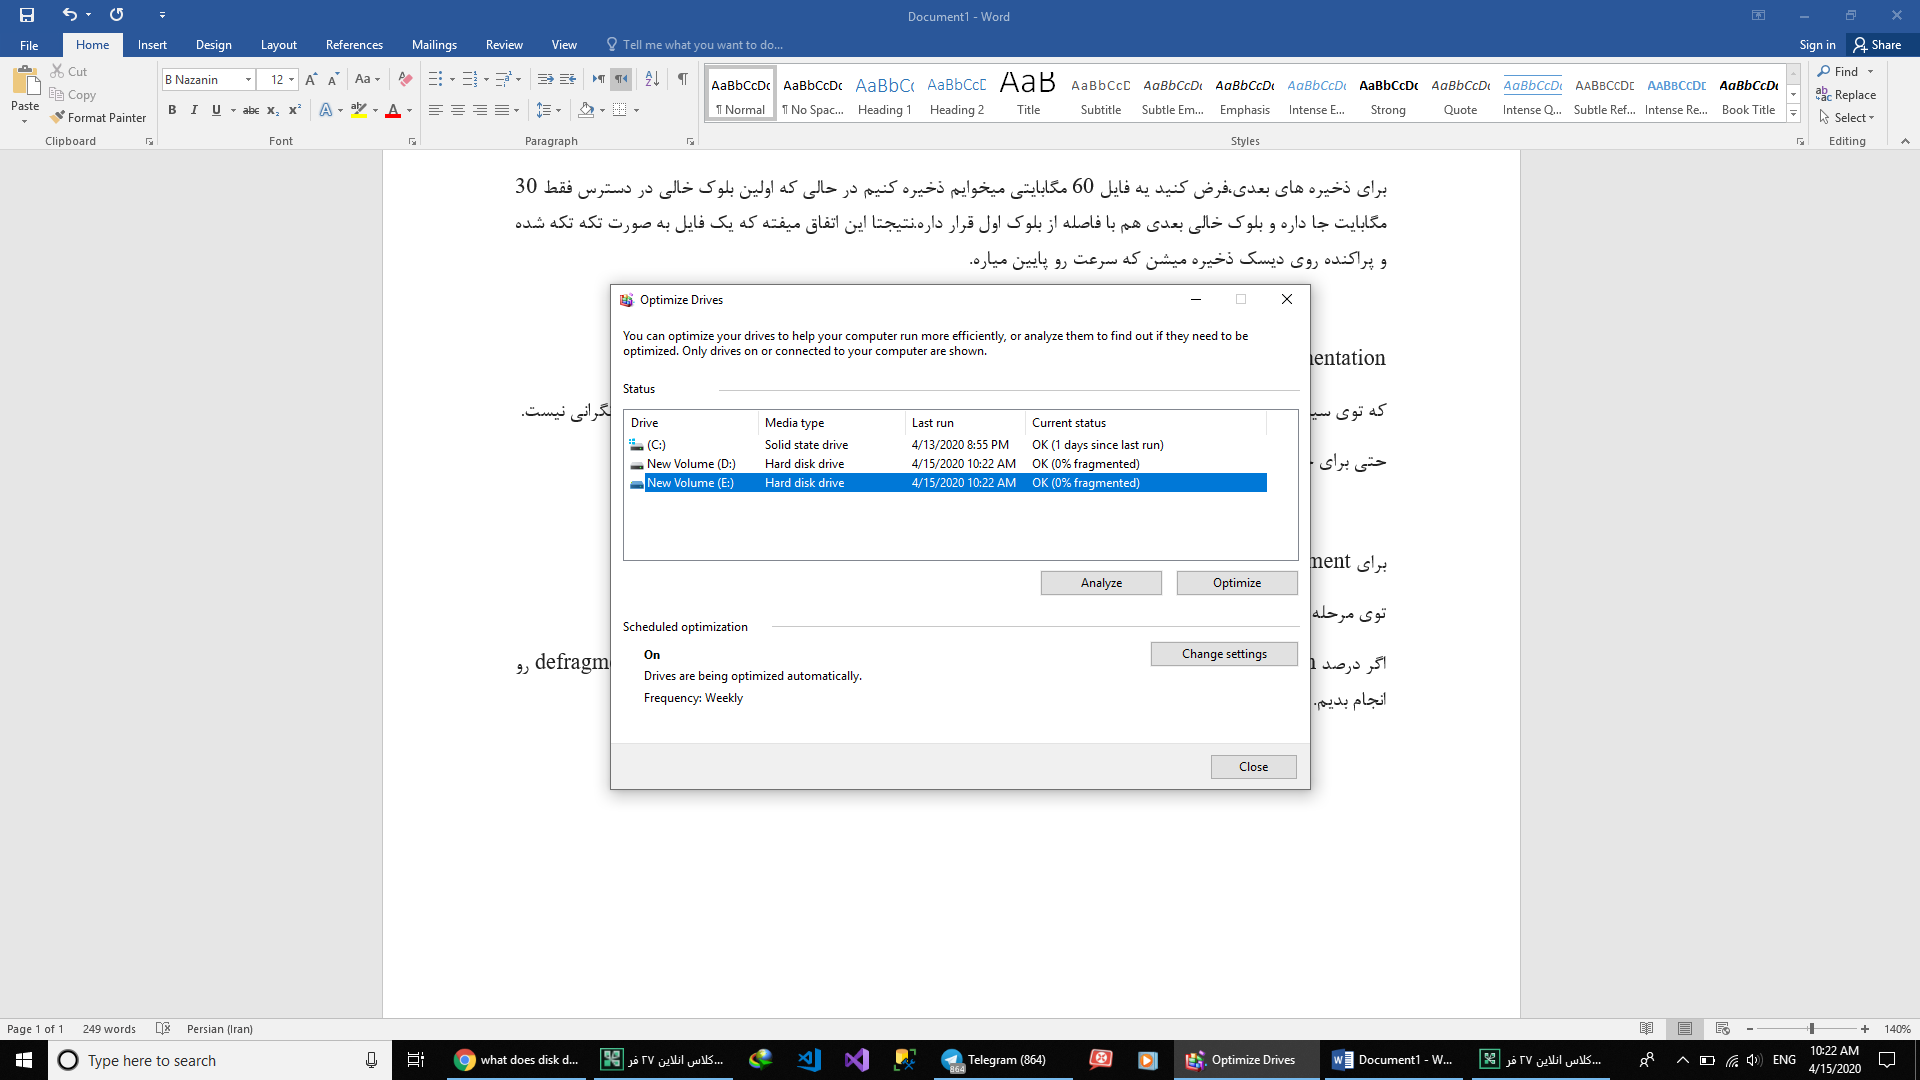 Document1 - Word
File Home Insert Design Layout References Mailings Review View Tell me what you want to do... Sign in Share
Paste
Cut
Copy
Format Painter
Clipboard
B Nazanin 12
Font
Paragraph
AaBbCcDc AaBbCcDc AaBbCc AaBbCcD AaB AaBbCcD AaBbCcDc AaBbCcDc AaBbCcDc AaBbCcDc AaBbCcDc AaBbCcDc AABBCCDD AABBCCDD AaBbCcDc
¶ Normal ¶ No Spac... Heading 1 Heading 2 Title Subtitle Subtle Em... Emphasis Intense E... Strong Quote Intense Q... Subtle Ref... Intense Re... Book Title
Styles
Find
Replace
Select
Editing
برای ذخیره های بعدی،فرض کنید یه فایل 60 مگابایتی میخوایم ذخیره کنیم در حالی که اولین بلوک خالی در دسترس فقط 30
مگابایت جا داره و بلوک خالی بعدی هم با فاصله از بلوک اول قرار داره.نتیجتا این اتفاق میفته که یک فایل به صورت تکه تکه شده
و پراکنده روی دیسک ذخیره میشن که سرعت رو پایین میاره.
entation
که توی سی گرانی نیست.
حتی برای
برای ment
توی مرحله
اگر درصد defragm رو
انجام بدیم.
Optimize Drives
You can optimize your drives to help your computer run more efficiently, or analyze them to find out if they need to be
optimized. Only drives on or connected to your computer are shown.
Status
Drive Media type Last run Current status
(C:) Solid state drive 4/13/2020 8:55 PM OK (1 days since last run)
New Volume (D:) Hard disk drive 4/15/2020 10:22 AM OK (0% fragmented)
New Volume (E:) Hard disk drive 4/15/2020 10:22 AM OK (0% fragmented)
Analyze Optimize
Scheduled optimization
On
Drives are being optimized automatically.
Frequency: Weekly
Change settings
Close
Page 1 of 1 249 words Persian (Iran) 140%
Type here to search what does disk d... کلاس انلاین ۲۷ فر... Telegram (864) 864 Optimize Drives Document1 - W... کلاس انلاین ۲۷ فر... ENG
10:22 AM
4/15/2020